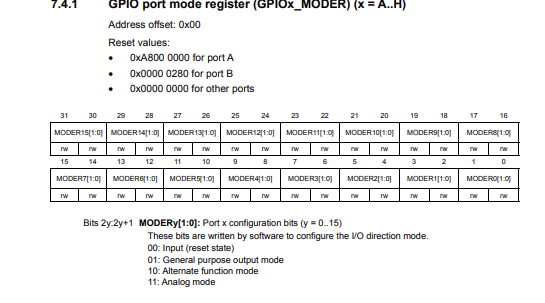 7.4.1 GPIO port mode register (GPIOx_MODER) (x = A..H)
Address offset: 0x00
Reset values:
• 0xA800 0000 for port A
• 0x0000 0280 for port B
• 0x0000 0000 for other ports
31 30 29 28 27 26 25 24 23 22 21 20 19 18 17 16
MODER15[1:0] MODER14[1:0] MODER13[1:0] MODER12[1:0] MODER11[1:0] MODER10[1:0] MODER9[1:0] MODER8[1:0]
rw rw rw rw rw rw rw rw rw rw rw rw rw rw rw rw
15 14 13 12 11 10 9 8 7 6 5 4 3 2 1 0
MODER7[1:0] MODER6[1:0] MODER5[1:0] MODER4[1:0] MODER3[1:0] MODER2[1:0] MODER1[1:0] MODER0[1:0]
rw rw rw rw rw rw rw rw rw rw rw rw rw rw rw rw
Bits 2y:2y+1 MODERy[1:0]: Port x configuration bits (y = 0..15)
These bits are written by software to configure the I/O direction mode.
00: Input (reset state)
01: General purpose output mode
10: Alternate function mode
11: Analog mode